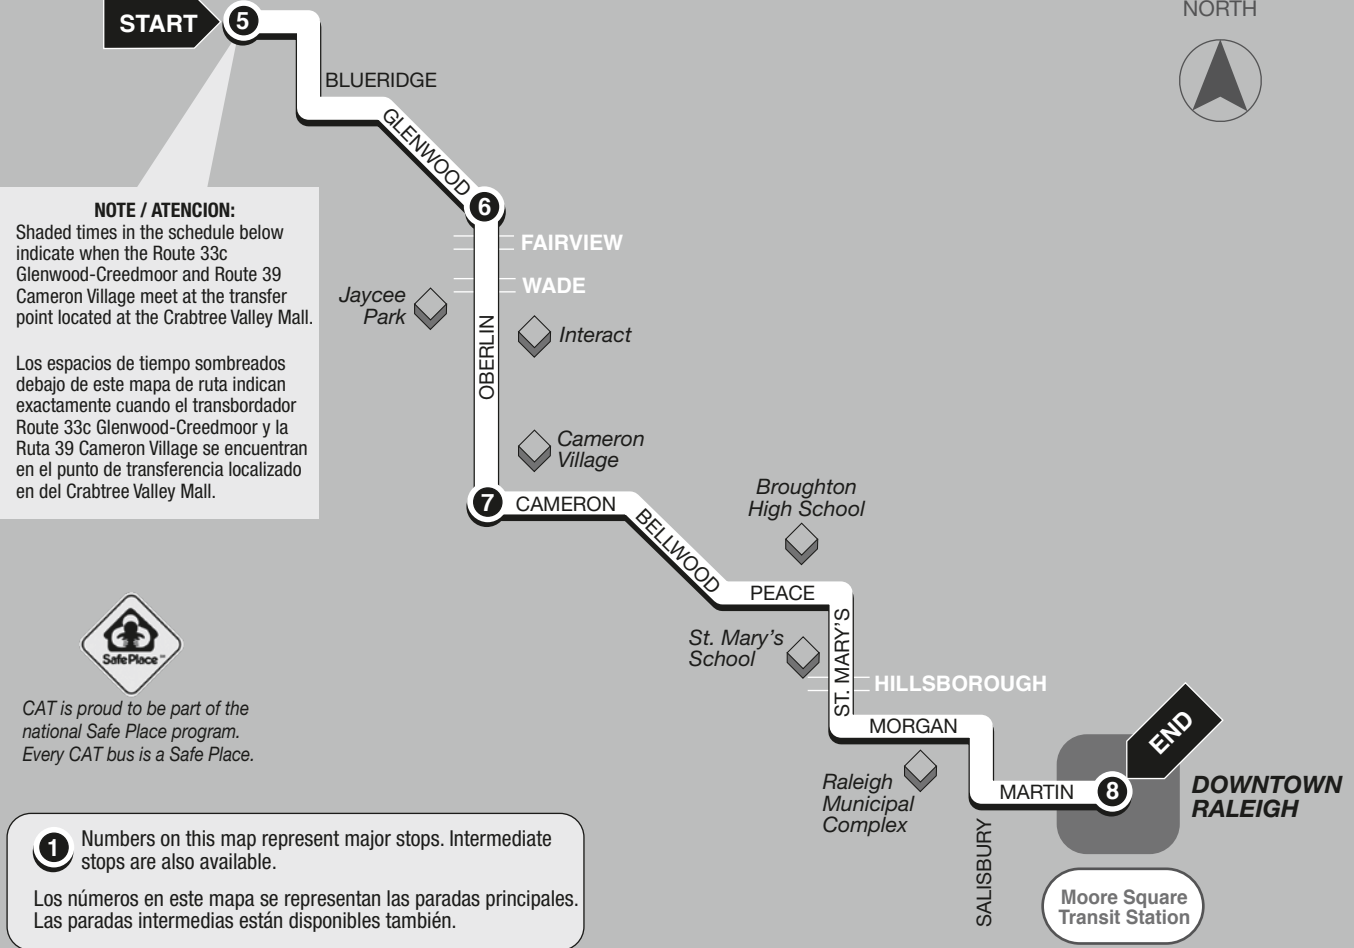 START
5
NORTH
BLUERIDGE
GLENWOOD
6
NOTE / ATENCION:
Shaded times in the schedule below
indicate when the Route 33c
Glenwood-Creedmoor and Route 39
Cameron Village meet at the transfer
point located at the Crabtree Valley Mall.
Los espacios de tiempo sombreados
debajo de este mapa de ruta indican
exactamente cuando el transbordador
Route 33c Glenwood-Creedmoor y la
Ruta 39 Cameron Village se encuentran
en el punto de transferencia localizado
en del Crabtree Valley Mall.
FAIRVIEW
WADE
Jaycee
Park
Interact
OBERLIN
Cameron
Village
7
CAMERON
BELLWOOD
Broughton
High School
PEACE
St. Mary's
School
ST. MARY'S
HILLSBOROUGH
MORGAN
Raleigh
Municipal
Complex
SALISBURY
MARTIN
8
END
DOWNTOWN
RALEIGH
Moore Square
Transit Station
Safe Place
CAT is proud to be part of the
national Safe Place program.
Every CAT bus is a Safe Place.
1
Numbers on this map represent major stops. Intermediate
stops are also available.
Los números en este mapa se representan las paradas principales.
Las paradas intermedias están disponibles también.